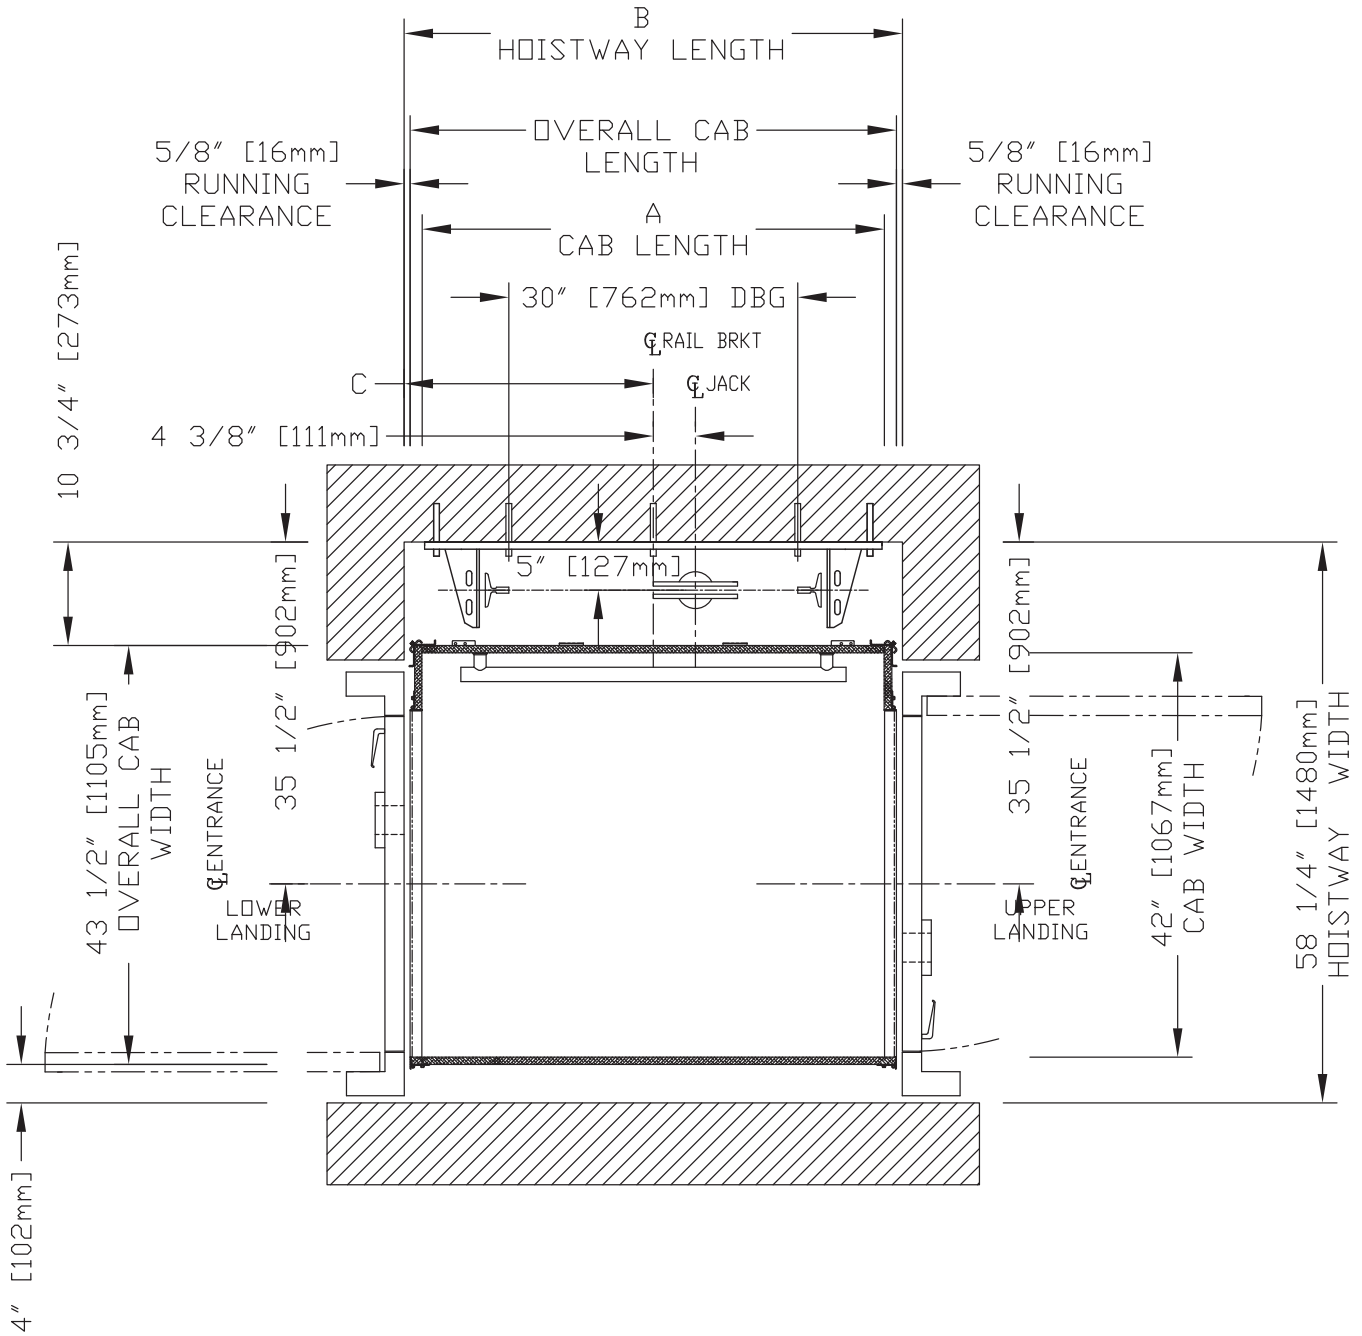 B
HOISTWAY LENGTH
OVERALL CAB
LENGTH
5/8" [16mm]
RUNNING
CLEARANCE
5/8" [16mm]
RUNNING
CLEARANCE
A
CAB LENGTH
30" [762mm] DBG
℄ RAIL BRKT
C
℄ JACK
4 3/8" [111mm]
10 3/4" [273mm]
5" [127mm]
35 1/2" [902mm]
35 1/2" [902mm]
43 1/2" [1105mm]
OVERALL CAB
WIDTH
℄ ENTRANCE
LOWER
LANDING
℄ ENTRANCE
UPPER
LANDING
42" [1067mm]
CAB WIDTH
58 1/4" [1480mm]
HOISTWAY WIDTH
4" [102mm]